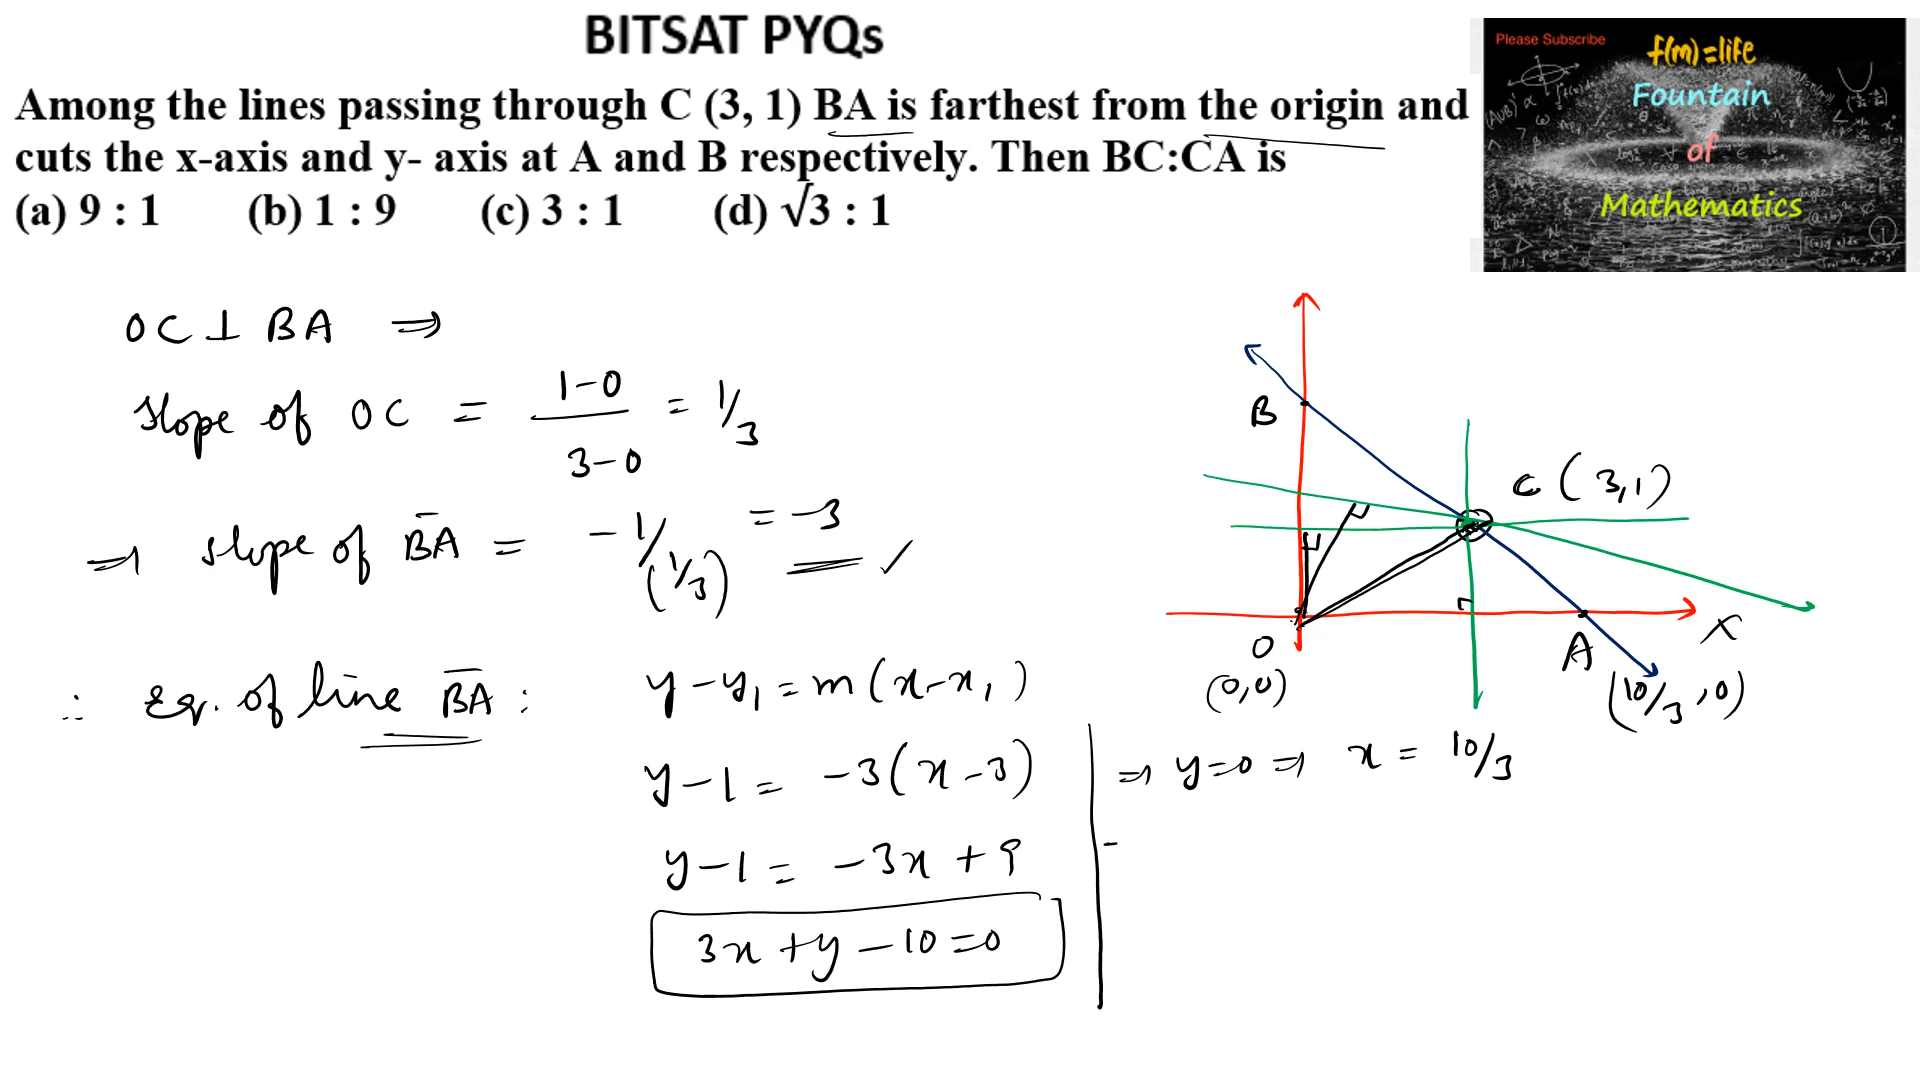 BITSAT PYQs
Among the lines passing through C (3, 1) BA is farthest from the origin and
cuts the x-axis and y- axis at A and B respectively. Then BC:CA is
(a) 9 : 1 (b) 1 : 9 (c) 3 : 1 (d) √3 : 1
Please Subscribe
f(m)=life
Fountain
of
Mathematics
OC ⊥ BA ⇒
slope of OC = (1-0)/(3-0) = 1/3
⇒ slope of BA = -1/(1/3) = -3 ✓
∴ Eq. of line BA :
y-y₁ = m(x-x₁)
y-1 = -3(x-3)
y-1 = -3x+9
3x+y-10=0
⇒ y=0 ⇒ x = 10/3
B
C (3,1)
O
(0,0)
A
(10/3, 0)
X